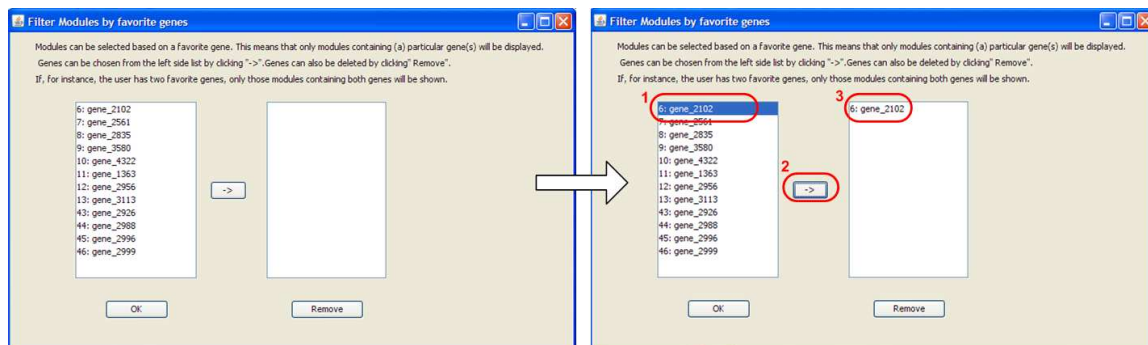 Filter Modules by favorite genes
Modules can be selected based on a favorite gene. This means that only modules containing (a) particular gene(s) will be displayed.
Genes can be chosen from the left side list by clicking "->".Genes can also be deleted by clicking" Remove".
If, for instance, the user has two favorite genes, only those modules containing both genes will be shown.
6: gene_2102
7: gene_2561
8: gene_2835
9: gene_3580
10: gene_4322
11: gene_1363
12: gene_2956
13: gene_3113
43: gene_2926
44: gene_2988
45: gene_2996
46: gene_2999
->
OK
Remove
Filter Modules by favorite genes
Modules can be selected based on a favorite gene. This means that only modules containing (a) particular gene(s) will be displayed.
Genes can be chosen from the left side list by clicking "->".Genes can also be deleted by clicking" Remove".
If, for instance, the user has two favorite genes, only those modules containing both genes will be shown.
1
6: gene_2102
7: gene_2561
8: gene_2835
9: gene_3580
10: gene_4322
11: gene_1363
12: gene_2956
13: gene_3113
43: gene_2926
44: gene_2988
45: gene_2996
46: gene_2999
2
->
3
6: gene_2102
OK
Remove